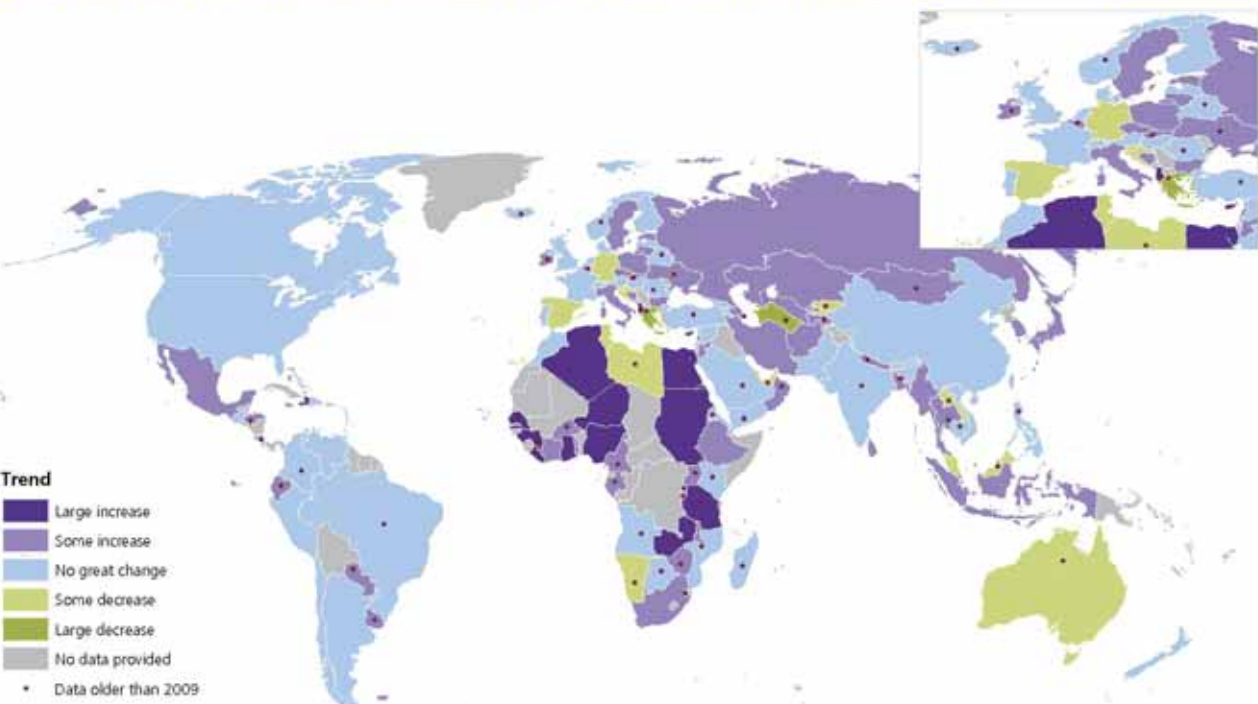 Trend
Large increase
Some increase
No great change
Some decrease
Large decrease
No data provided
Data older than 2009